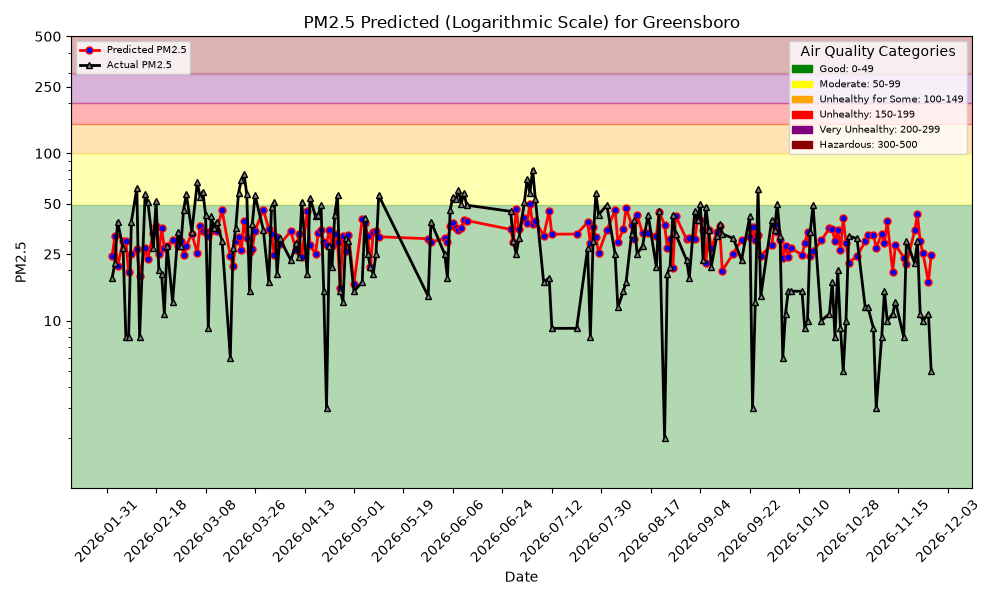 PM2.5 Predicted (Logarithmic Scale) for Greensboro
500
250
100
50
25
10
PM2.5
Predicted PM2.5
Actual PM2.5
Air Quality Categories
Good: 0-49
Moderate: 50-99
Unhealthy for Some: 100-149
Unhealthy: 150-199
Very Unhealthy: 200-299
Hazardous: 300-500
2026-01-31
2026-02-18
2026-03-08
2026-03-26
2026-04-13
2026-05-01
2026-05-19
2026-06-06
2026-06-24
2026-07-12
2026-07-30
2026-08-17
2026-09-04
2026-09-22
2026-10-10
2026-10-28
2026-11-15
2026-12-03
Date